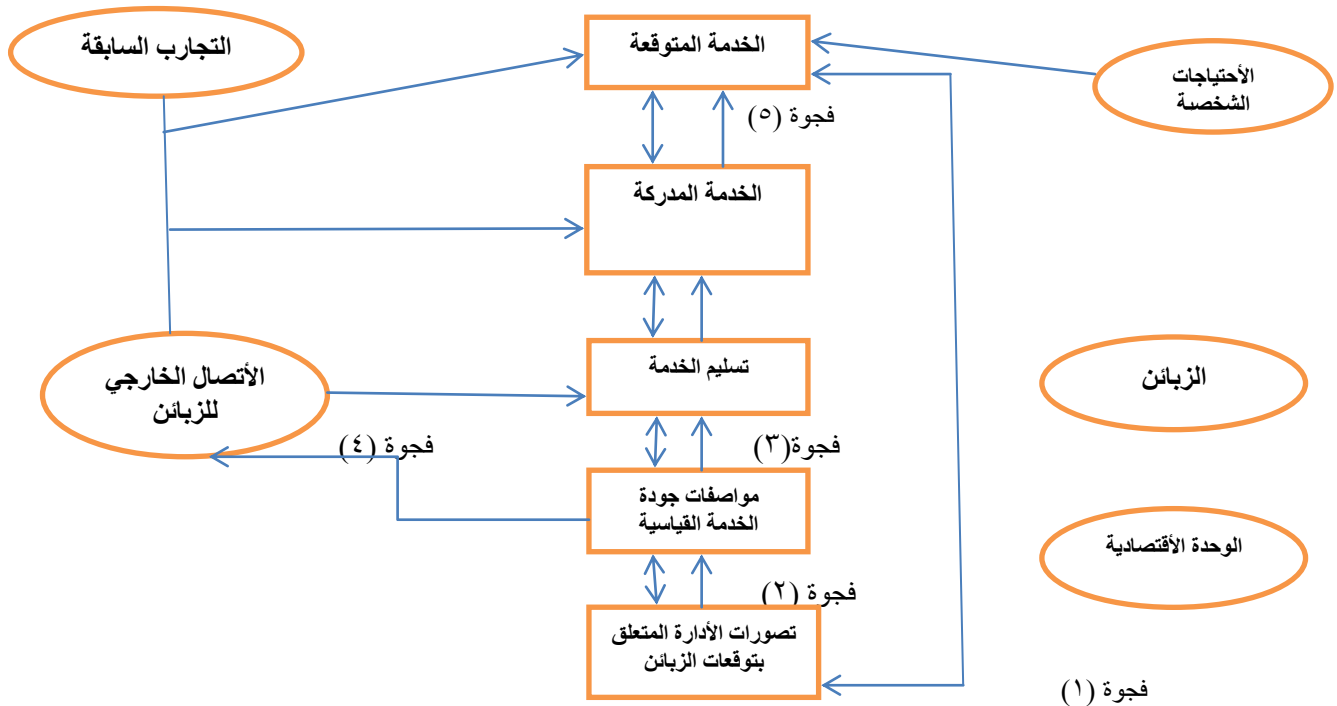 التجارب السابقة
الخدمة المتوقعة
الأحتياجات
الشخصية
فجوة (٥)
الخدمة المدركة
تسليم الخدمة
الأتصال الخارجي
للزبائن
الزبائن
فجوة (٤)
فجوة(٣)
مواصفات جودة
الخدمة القياسية
الوحدة الأقتصادية
فجوة (٢)
تصورات الأدارة المتعلق
بتوقعات الزبائن
فجوة (١)